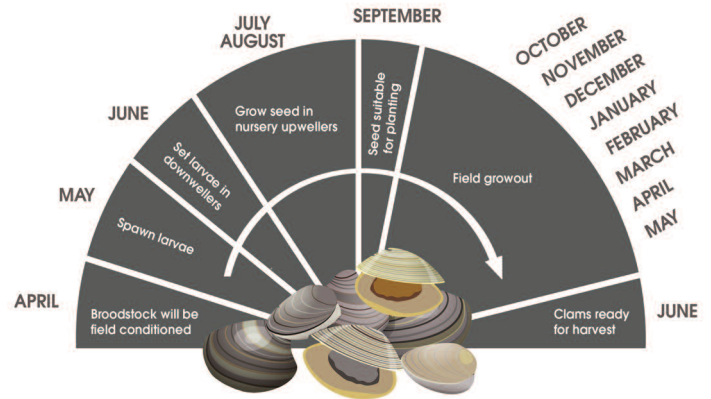 APRIL
Broodstock will be
field conditioned
MAY
Spawn larvae
JUNE
Set larvae in
downwellers
JULY
AUGUST
Grow seed in
nursery upwellers
SEPTEMBER
Seed suitable
for planting
OCTOBER
NOVEMBER
DECEMBER
JANUARY
FEBRUARY
MARCH
APRIL
MAY
Field growout
JUNE
Clams ready
for harvest